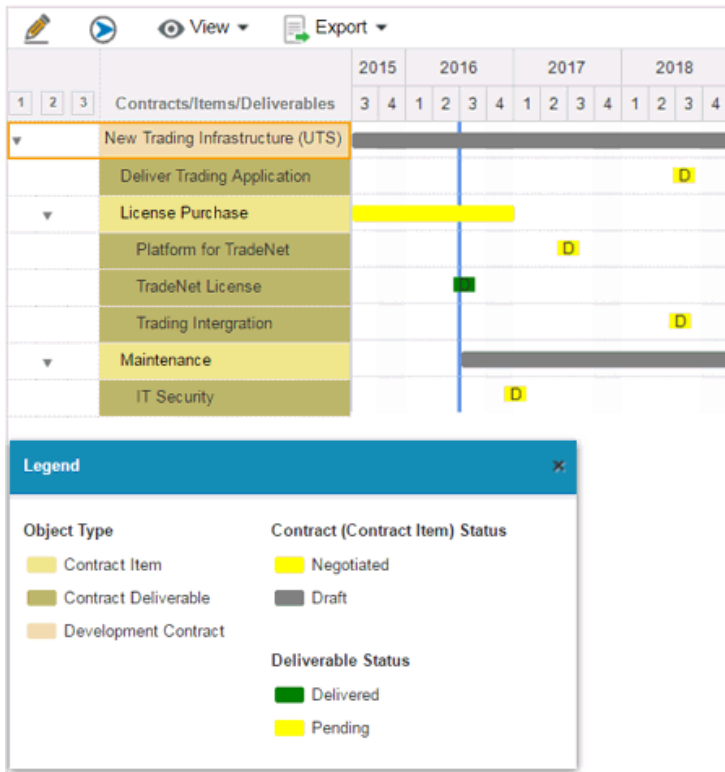 View Export
2015 2016 2017 2018
1 2 3 Contracts/Items/Deliverables 3 4 1 2 3 4 1 2 3 4 1 2 3 4
New Trading Infrastructure (UTS)
Deliver Trading Application D
License Purchase
Platform for TradeNet D
TradeNet License D
Trading Intergration D
Maintenance
IT Security D
Legend ×
Object Type Contract (Contract Item) Status
Contract Item Negotiated
Contract Deliverable Draft
Development Contract
Deliverable Status
Delivered
Pending